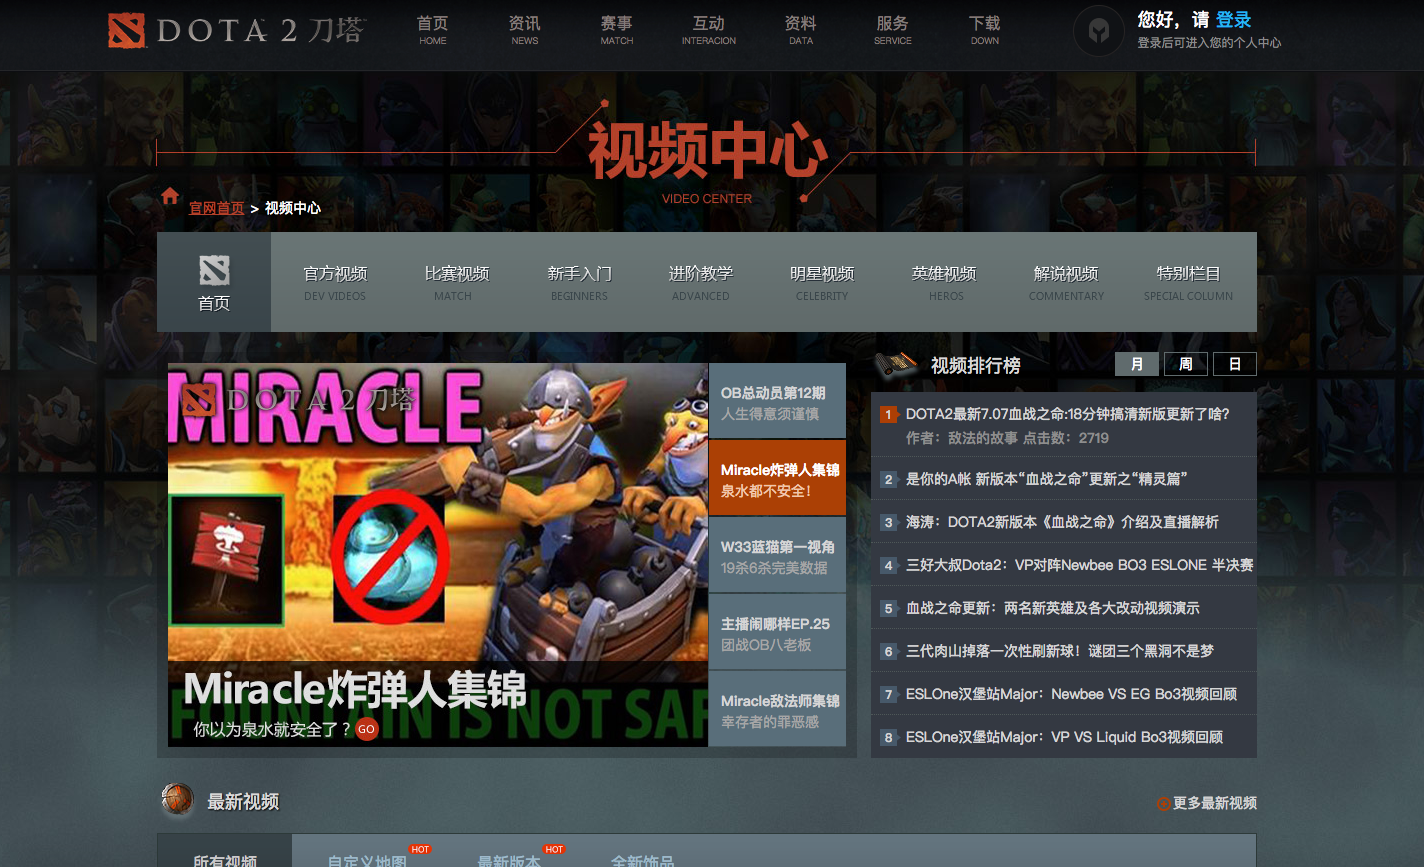 DOTA 2 刀塔
首页
HOME
资讯
NEWS
赛事
MATCH
互动
INTERACION
资料
DATA
服务
SERVICE
下载
DOWN
您好，请 登录
登录后可进入您的个人中心
视频中心
VIDEO CENTER
官网首页 > 视频中心
首页
官方视频
DEV VIDEOS
比赛视频
MATCH
新手入门
BEGINNERS
进阶教学
ADVANCED
明星视频
CELEBRITY
英雄视频
HEROS
解说视频
COMMENTARY
特别栏目
SPECIAL COLUMN
MIRACLE
DOTA 2 刀塔
FOUNTAIN IS NOT SAF
Miracle炸弹人集锦
你以为泉水就安全了？GO
OB总动员第12期
人生得意须谨慎
Miracle炸弹人集锦
泉水都不安全！
W33蓝猫第一视角
19杀6杀完美数据
主播闹哪样EP.25
团战OB八老板
Miracle敌法师集锦
幸存者的罪恶感
视频排行榜
月
周
日
1 DOTA2最新7.07血战之命:18分钟搞清新版更新了啥?
作者：敌法的故事 点击数：2719
2 是你的A帐 新版本“血战之命”更新之“精灵篇”
3 海涛：DOTA2新版本《血战之命》介绍及直播解析
4 三好大叔Dota2：VP对阵Newbee BO3 ESLONE 半决赛
5 血战之命更新：两名新英雄及各大改动视频演示
6 三代肉山掉落一次性刷新球！谜团三个黑洞不是梦
7 ESLOne汉堡站Major：Newbee VS EG Bo3视频回顾
8 ESLOne汉堡站Major：VP VS Liquid Bo3视频回顾
最新视频
更多最新视频
所有视频
自定义地图
HOT
最新版本
HOT
全新饰品